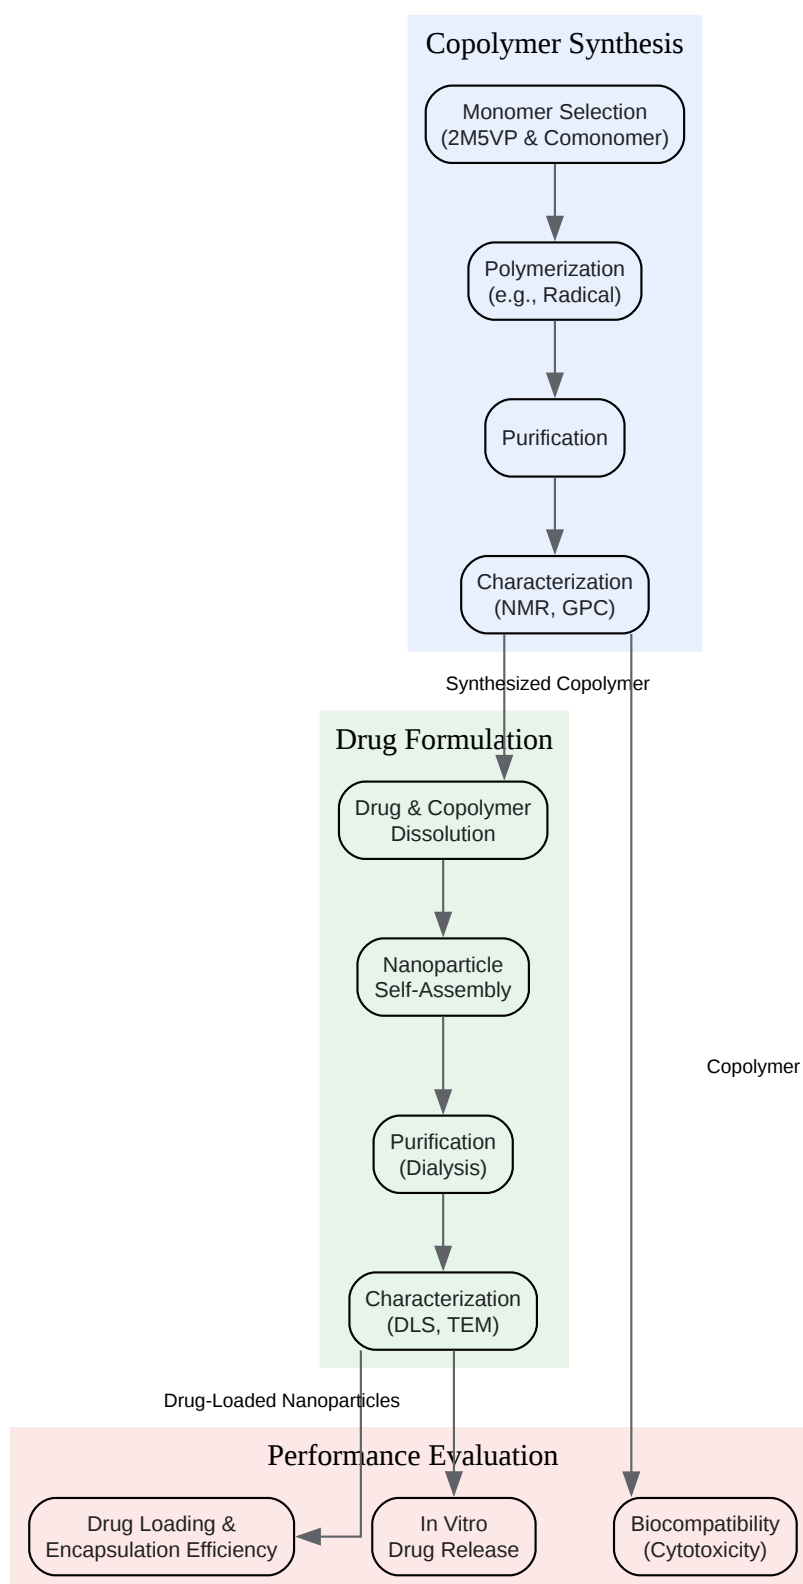 Copolymer Synthesis
Monomer Selection
(2M5VP & Comonomer)
Polymerization
(e.g., Radical)
Purification
Characterization
(NMR, GPC)
Synthesized Copolymer
Drug Formulation
Drug & Copolymer
Dissolution
Nanoparticle
Self-Assembly
Copolymer
Purification
(Dialysis)
Characterization
(DLS, TEM)
Drug-Loaded Nanoparticles
Performance Evaluation
Drug Loading &
Encapsulation Efficiency
In Vitro
Drug Release
Biocompatibility
(Cytotoxicity)